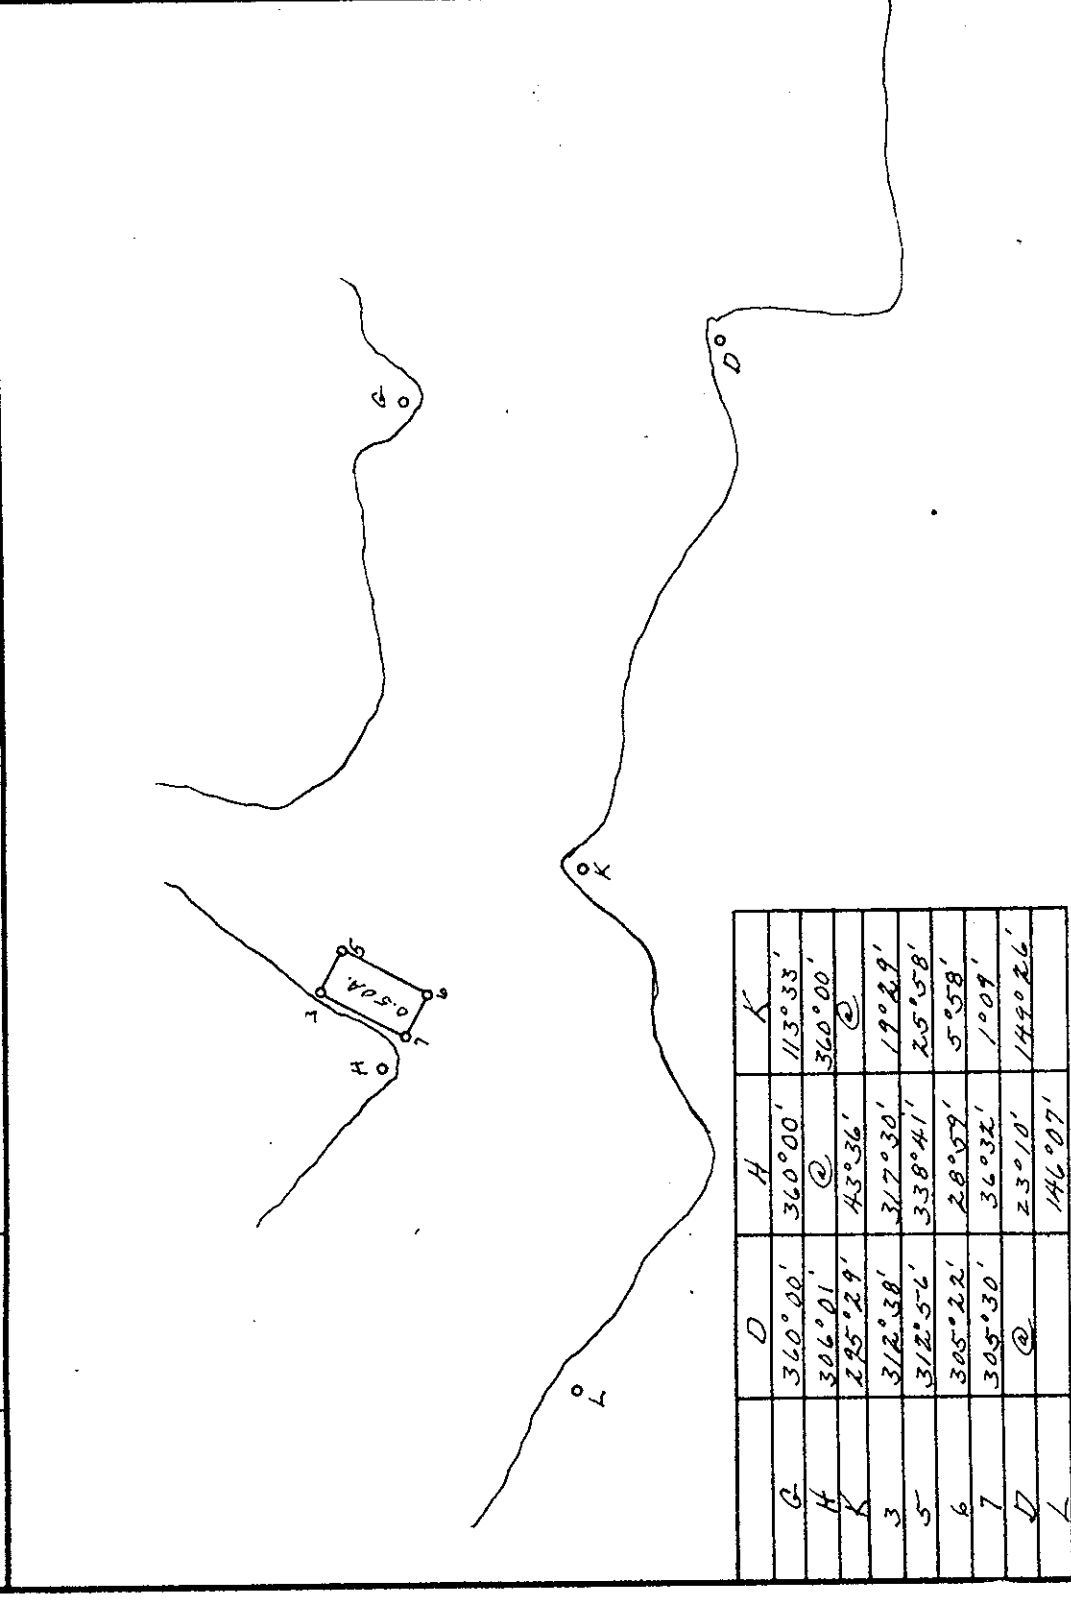 G
D
K
H
L
3
5
6
7
0.50A.
D H K
G 360°00' 360°00' 113°33'
H 306°01' @ 360°00'
K 295°29' 43°36' @
3 312°38' 317°30' 19°29'
5 312°56' 338°41' 25°58'
6 305°22' 28°59' 5°58'
7 305°30' 36°32' 1°09'
D @ 23°10' 149°26'
L 146°07'